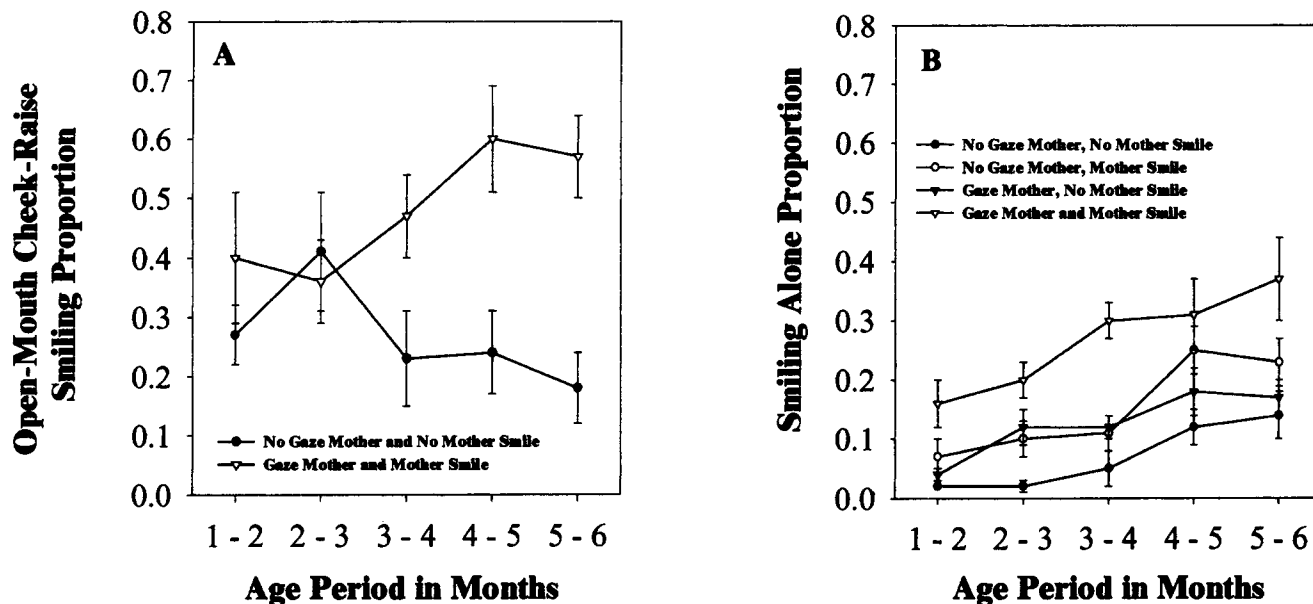 Open-Mouth Cheek-Raise
Smiling Proportion
0.8
0.7
0.6
0.5
0.4
0.3
0.2
0.1
0.0
A
No Gaze Mother and No Mother Smile
Gaze Mother and Mother Smile
1 - 2
2 - 3
3 - 4
4 - 5
5 - 6
Age Period in Months
Smiling Alone Proportion
0.8
0.7
0.6
0.5
0.4
0.3
0.2
0.1
0.0
B
No Gaze Mother, No Mother Smile
No Gaze Mother, Mother Smile
Gaze Mother, No Mother Smile
Gaze Mother and Mother Smile
1 - 2
2 - 3
3 - 4
4 - 5
5 - 6
Age Period in Months